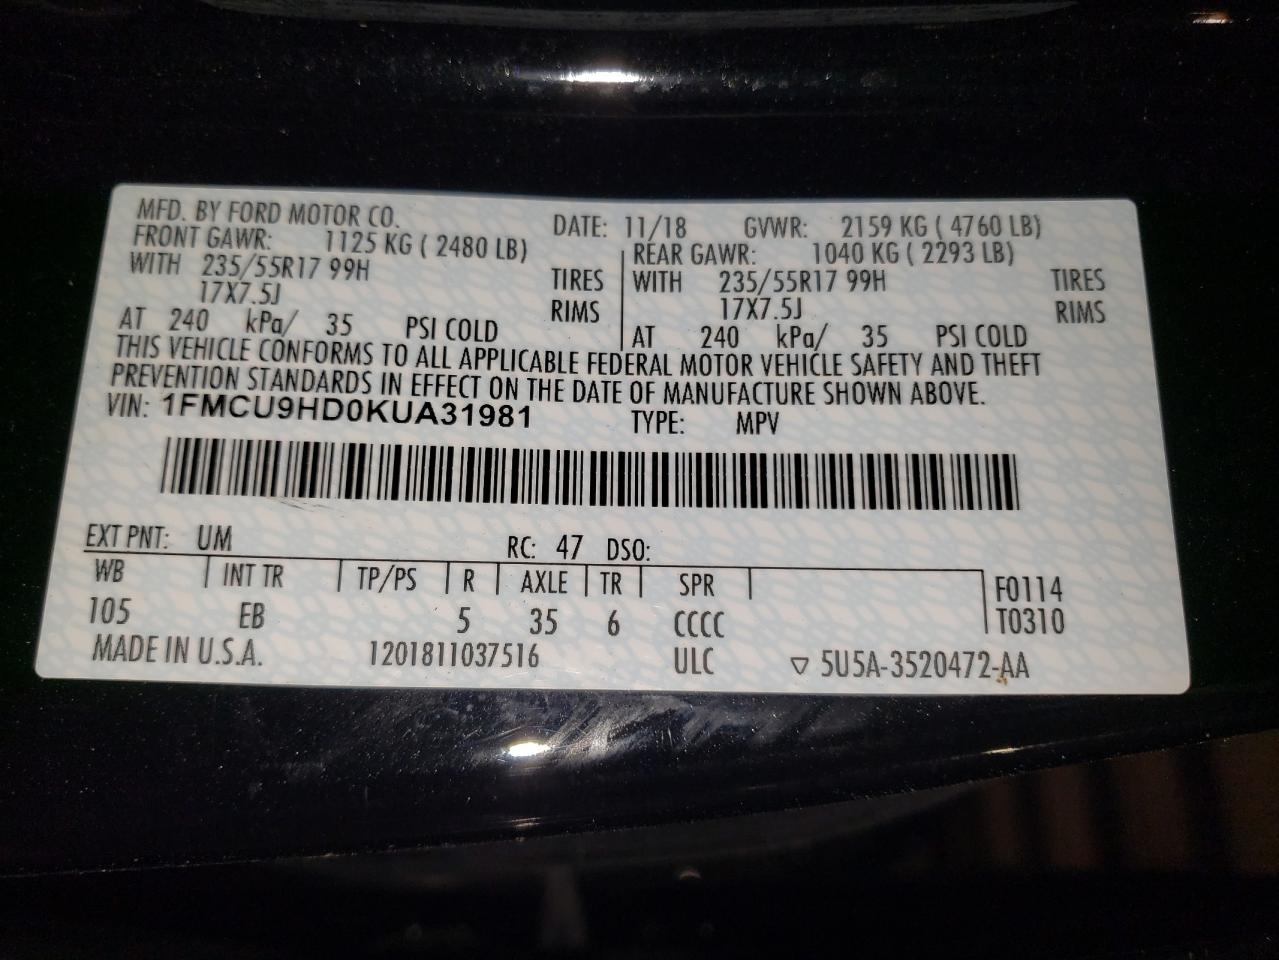 MFD. BY FORD MOTOR CO. DATE: 11/18 GVWR: 2159 KG ( 4760 LB)
FRONT GAWR: 1125 KG ( 2480 LB) REAR GAWR: 1040 KG ( 2293 LB)
WITH 235/55R17 99H TIRES WITH 235/55R17 99H TIRES
17X7.5J RIMS 17X7.5J RIMS
AT 240 kPa/ 35 PSI COLD AT 240 kPa/ 35 PSI COLD
THIS VEHICLE CONFORMS TO ALL APPLICABLE FEDERAL MOTOR VEHICLE SAFETY AND THEFT
PREVENTION STANDARDS IN EFFECT ON THE DATE OF MANUFACTURE SHOWN ABOVE.
VIN: 1FMCU9HD0KUA31981 TYPE: MPV
EXT PNT: UM RC: 47 DSO:
WB INT TR TP/PS R AXLE TR SPR F0114
105 EB 5 35 6 CCCC T0310
MADE IN U.S.A. 1201811037516 ULC ▽ 5U5A-3520472-AA